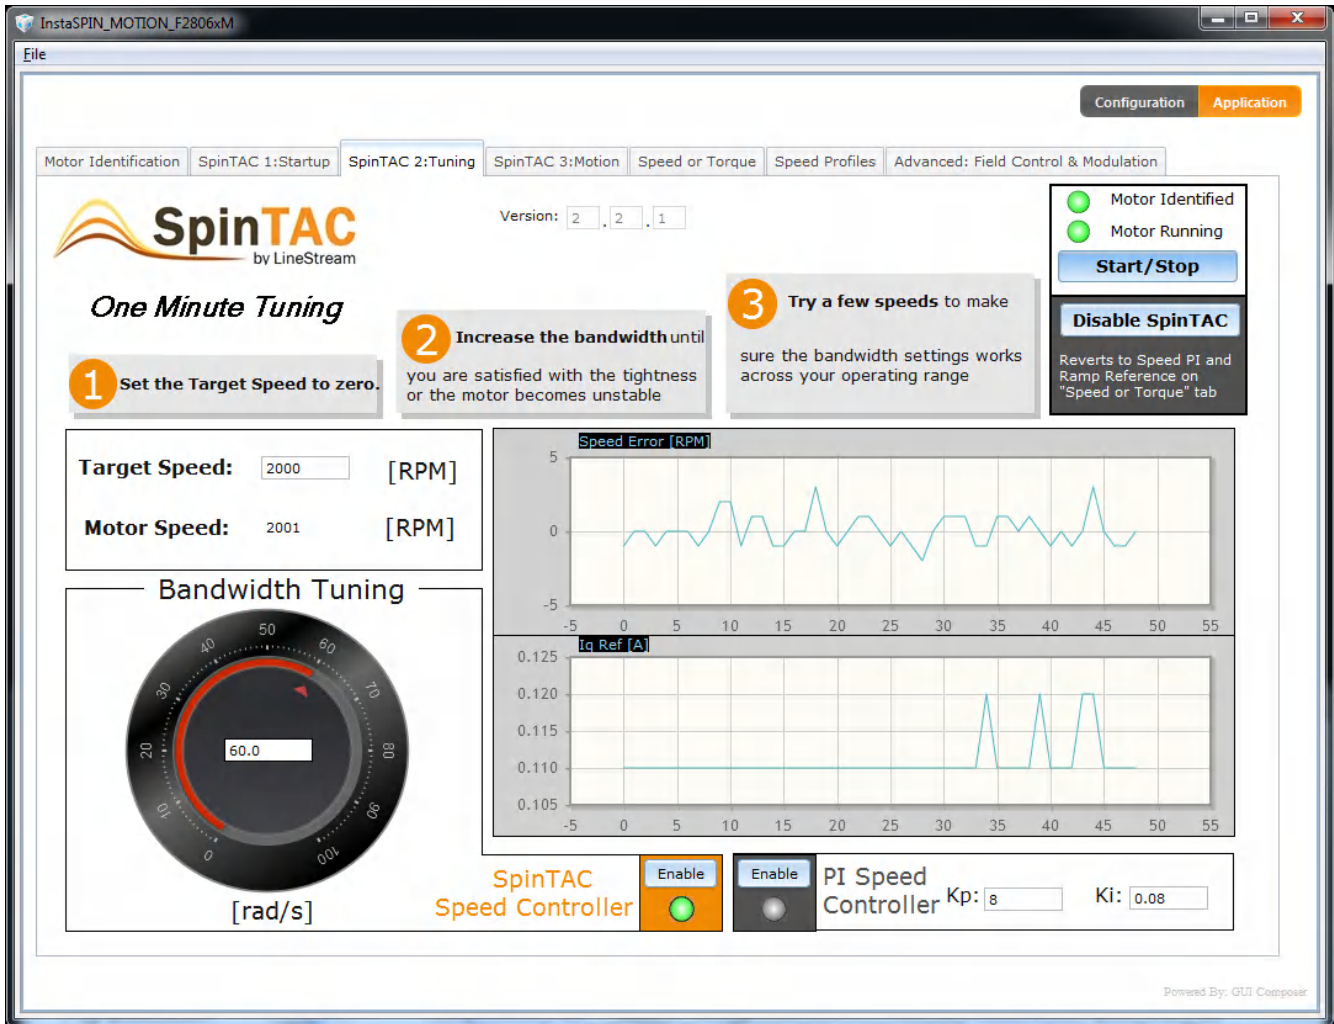 InstaSPIN_MOTION_F2806xM
File
Configuration Application
Motor Identification SpinTAC 1:Startup SpinTAC 2:Tuning SpinTAC 3:Motion Speed or Torque Speed Profiles Advanced: Field Control & Modulation
SpinTAC
by LineStream
Version: 2 . 2 . 1
Motor Identified
Motor Running
Start/Stop
Disable SpinTAC
Reverts to Speed PI and
Ramp Reference on
"Speed or Torque" tab
One Minute Tuning
1 Set the Target Speed to zero.
2 Increase the bandwidth until
you are satisfied with the tightness
or the motor becomes unstable
3 Try a few speeds to make
sure the bandwidth settings works
across your operating range
Target Speed: 2000 [RPM]
Motor Speed: 2001 [RPM]
Bandwidth Tuning
0 10 20 30 40 50 60 70 80 90 100
60.0
[rad/s]
Speed Error [RPM]
5
0
-5
-5 0 5 10 15 20 25 30 35 40 45 50 55
Iq Ref [A]
0.125
0.120
0.115
0.110
0.105
-5 0 5 10 15 20 25 30 35 40 45 50 55
SpinTAC
Speed Controller
Enable
Enable
PI Speed
Controller
Kp: 8
Ki: 0.08
Powered By: GUI Composer